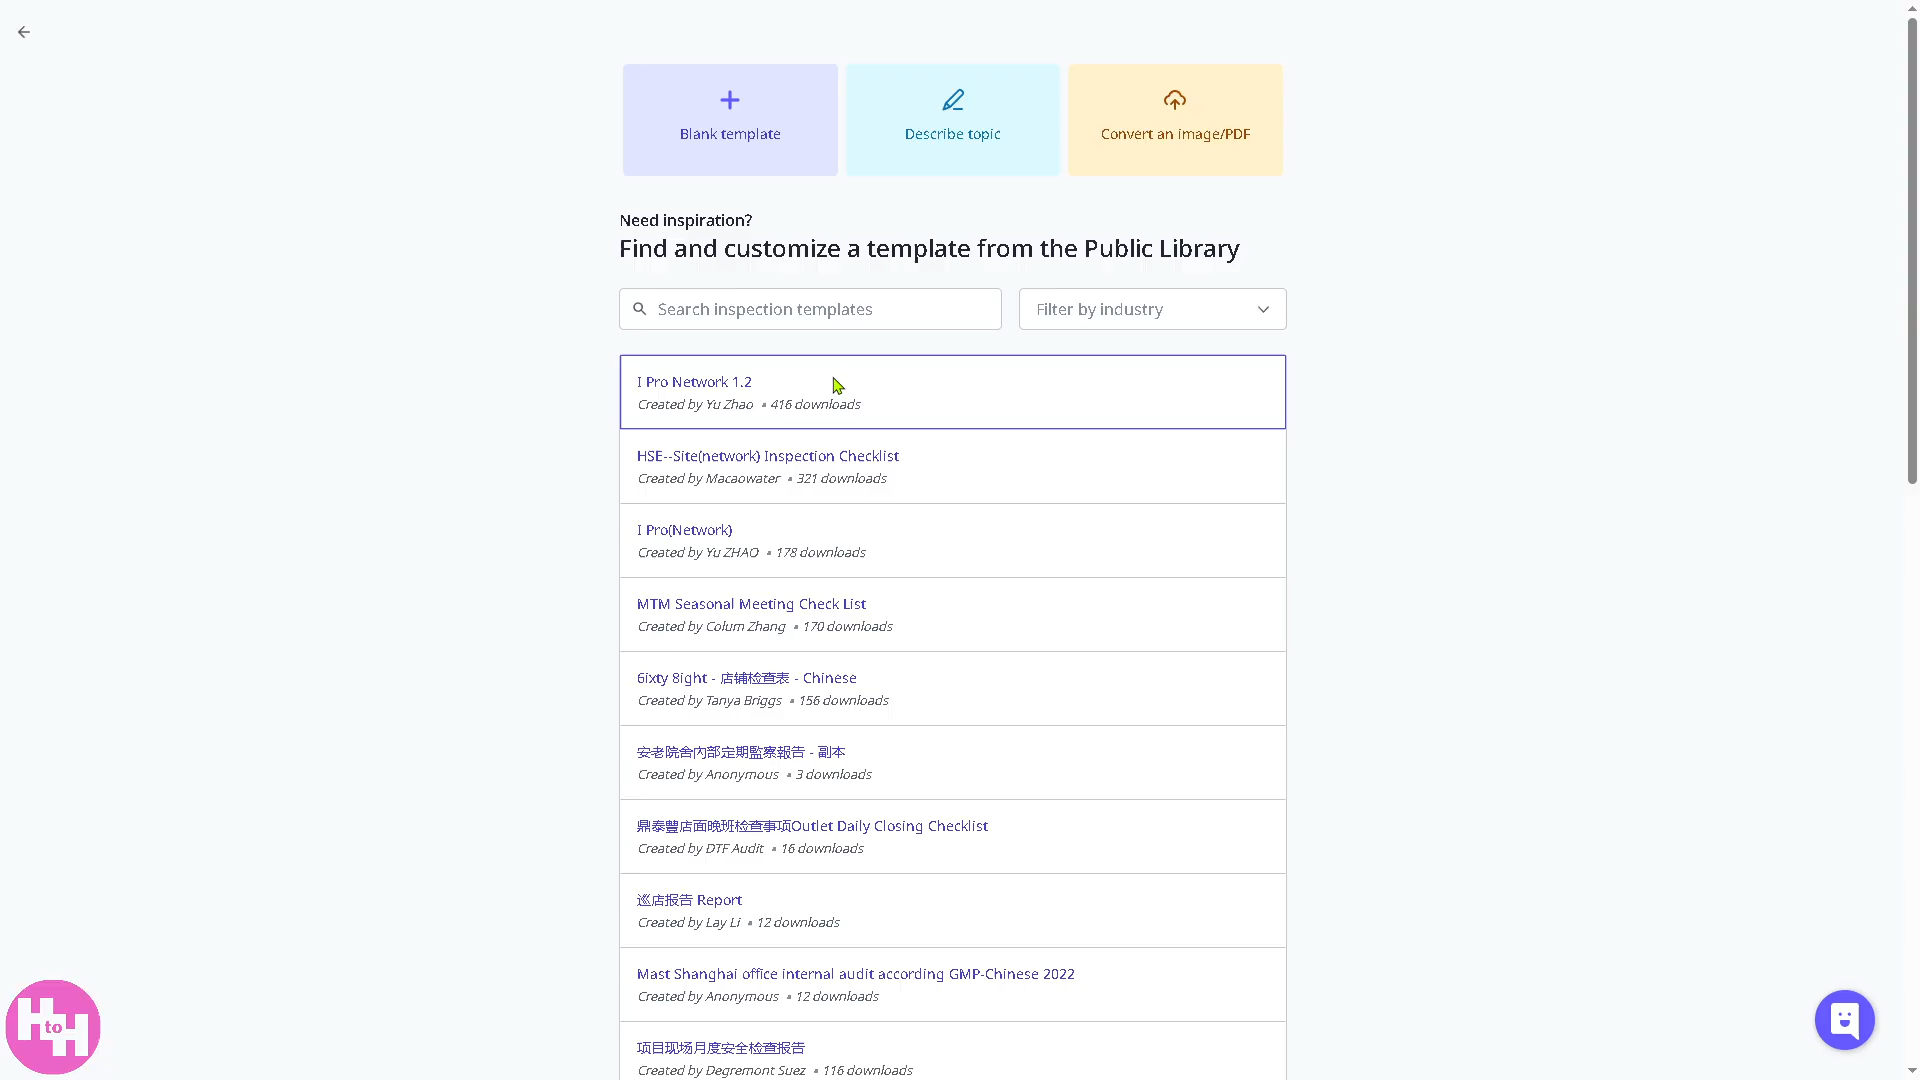 Blank template
Describe topic
Convert an image/PDF
Need inspiration?
Find and customize a template from the Public Library
Search inspection templates
Filter by industry
I Pro Network 1.2
Created by Yu Zhao • 416 downloads
HSE--Site(network) Inspection Checklist
Created by Macaowater • 321 downloads
I Pro(Network)
Created by Yu ZHAO • 178 downloads
MTM Seasonal Meeting Check List
Created by Colum Zhang • 170 downloads
6ixty 8ight - 店铺检查表 - Chinese
Created by Tanya Briggs • 156 downloads
安老院舍内部定期監察報告 - 副本
Created by Anonymous • 3 downloads
鼎泰豐店面晚班检查事项Outlet Daily Closing Checklist
Created by DTF Audit • 16 downloads
巡店报告 Report
Created by Lay Li • 12 downloads
Mast Shanghai office internal audit according GMP-Chinese 2022
Created by Anonymous • 12 downloads
项目现场月度安全检查报告
Created by Degremont Suez • 116 downloads
H to H